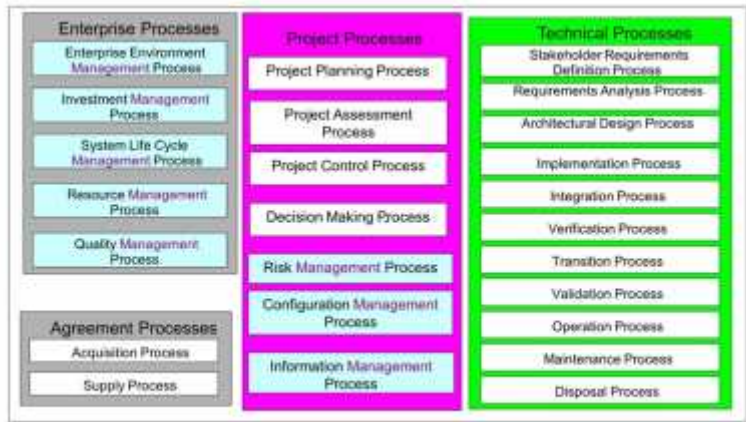 Enterprise Processes
Enterprise Environment
Management Process
Investment Management
Process
System Life Cycle
Management Process
Resource Management
Process
Quality Management
Process
Agreement Processes
Acquisition Process
Supply Process
Project Processes
Project Planning Process
Project Assessment
Process
Project Control Process
Decision Making Process
Risk Management Process
Configuration Management
Process
Information Management
Process
Technical Processes
Stakeholder Requirements
Definition Process
Requirements Analysis Process
Architectural Design Process
Implementation Process
Integration Process
Verification Process
Transition Process
Validation Process
Operation Process
Maintenance Process
Disposal Process